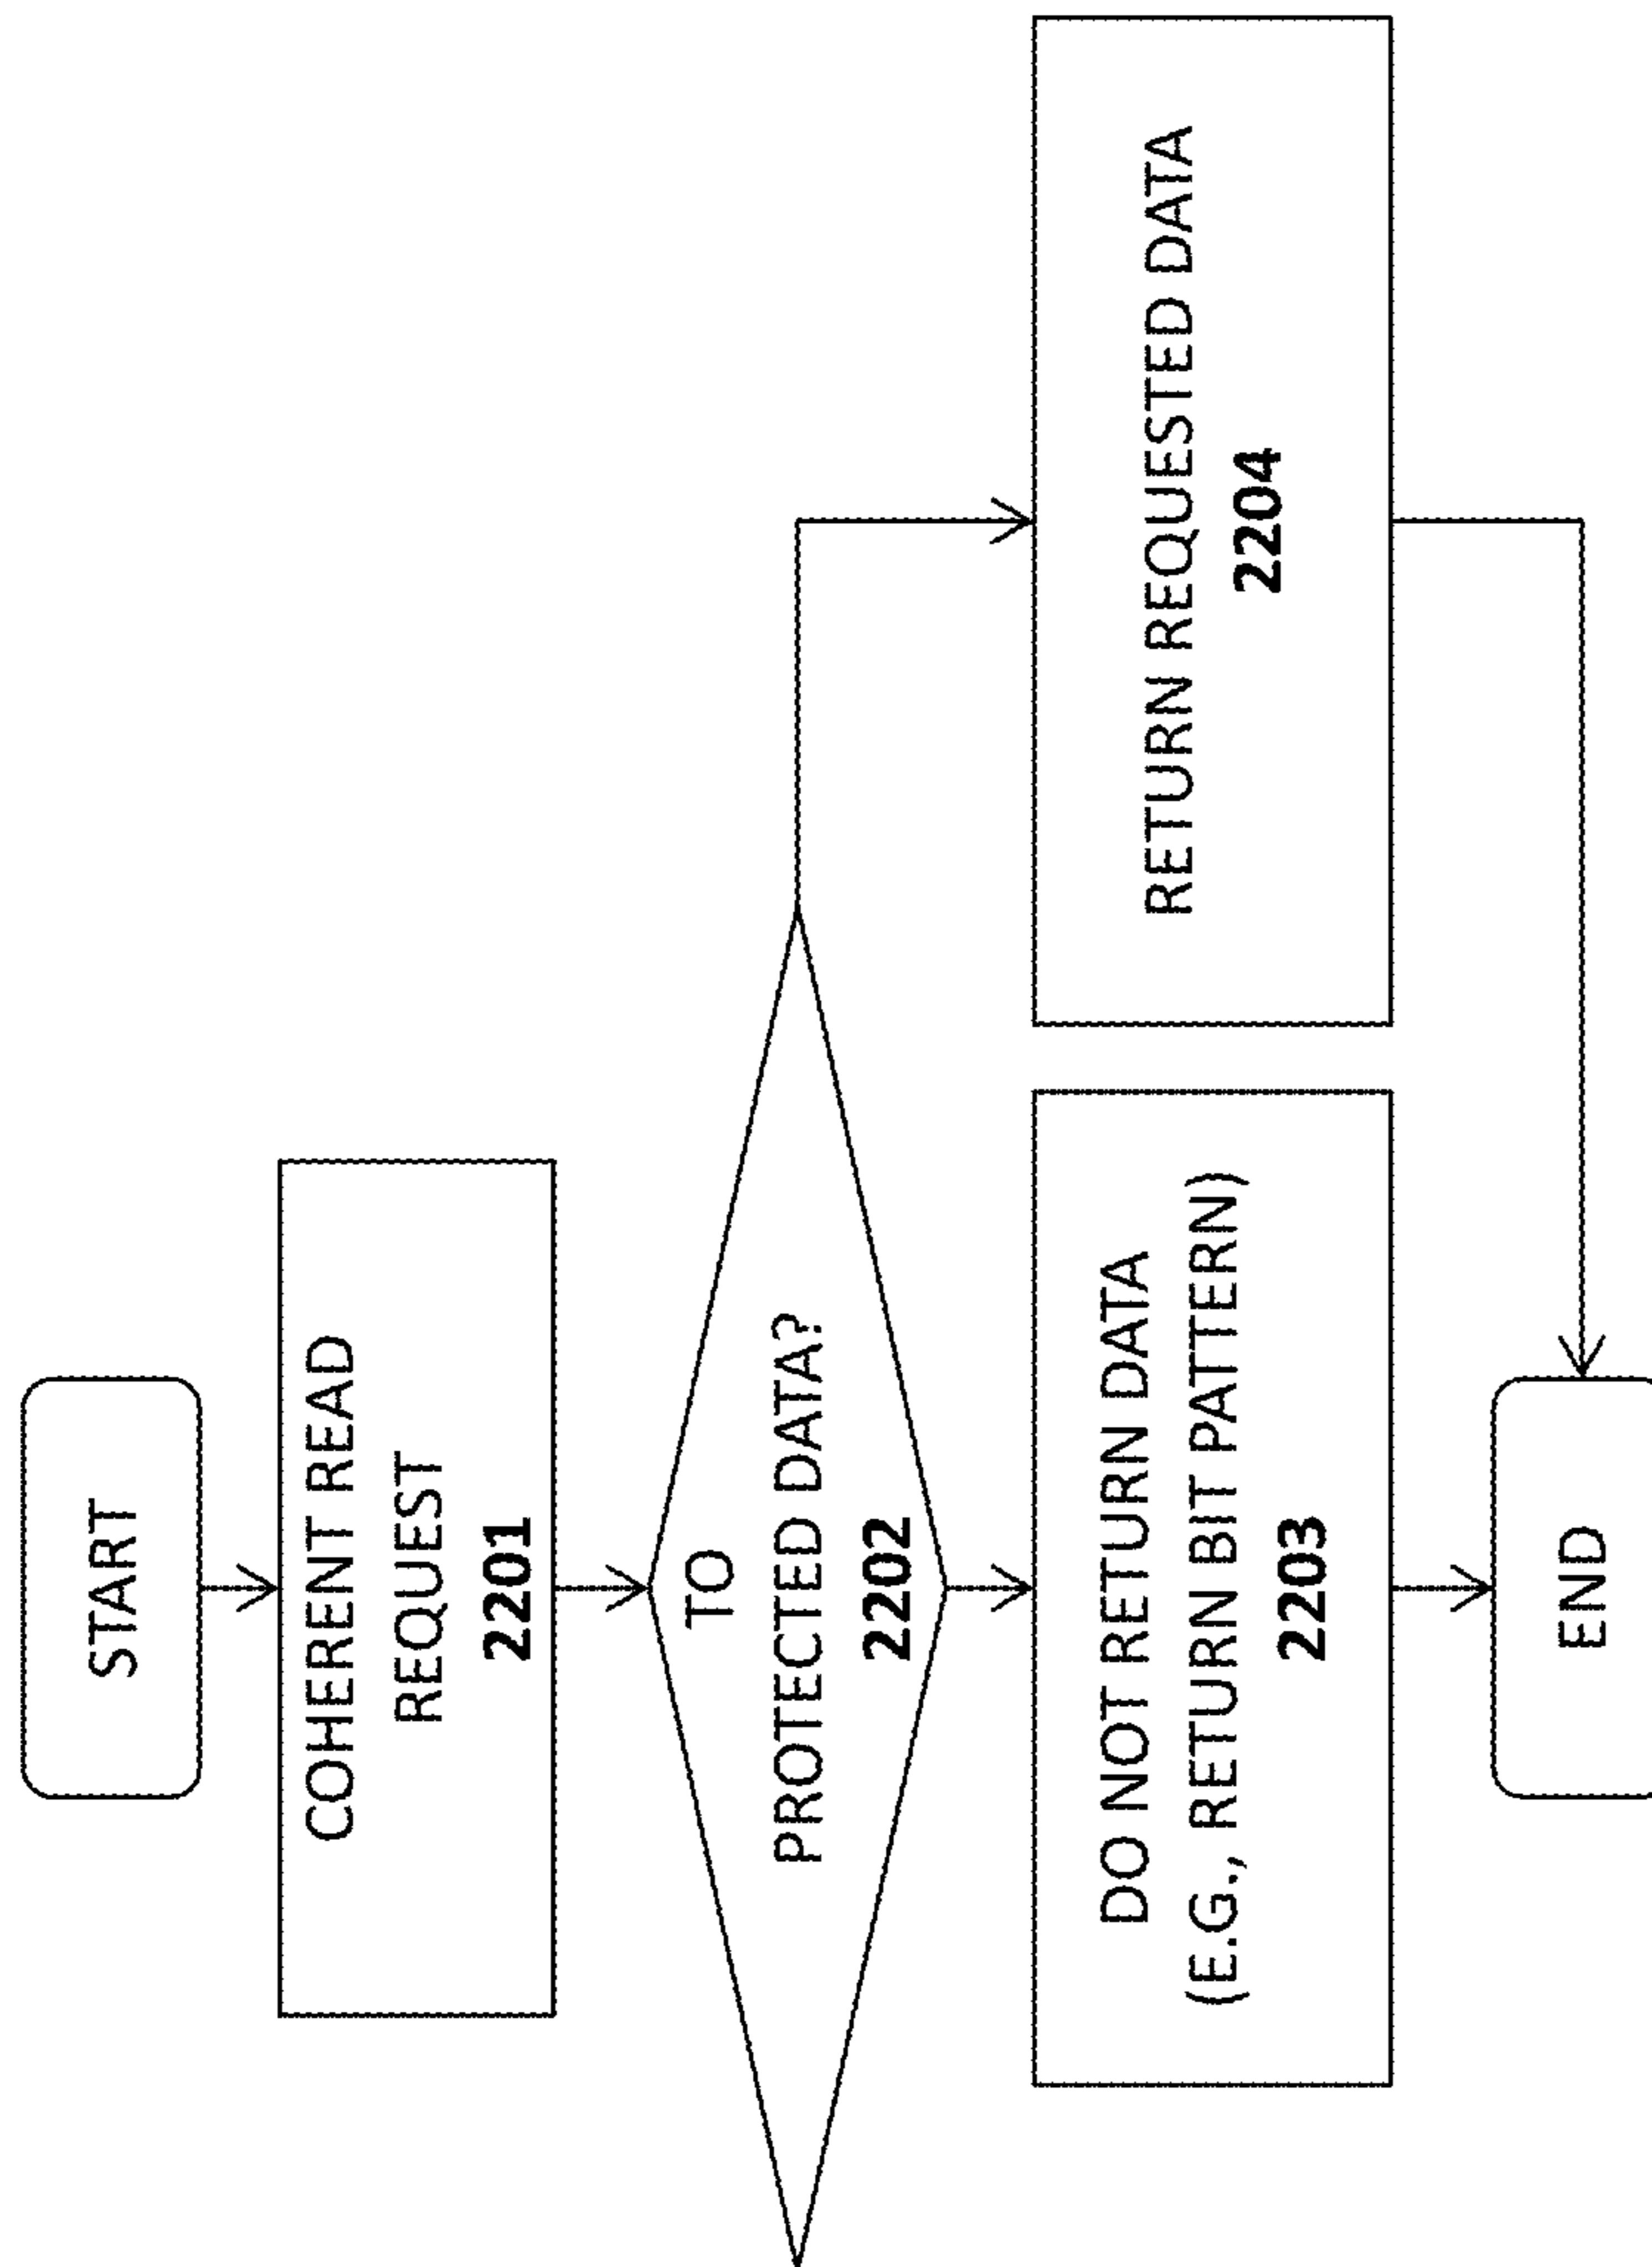 START
COHERENT READ
REQUEST
2201
TO
PROTECTED DATA?
2202
DO NOT RETURN DATA
(E.G., RETURN BIT PATTERN)
2203
RETURN REQUESTED DATA
2204
END